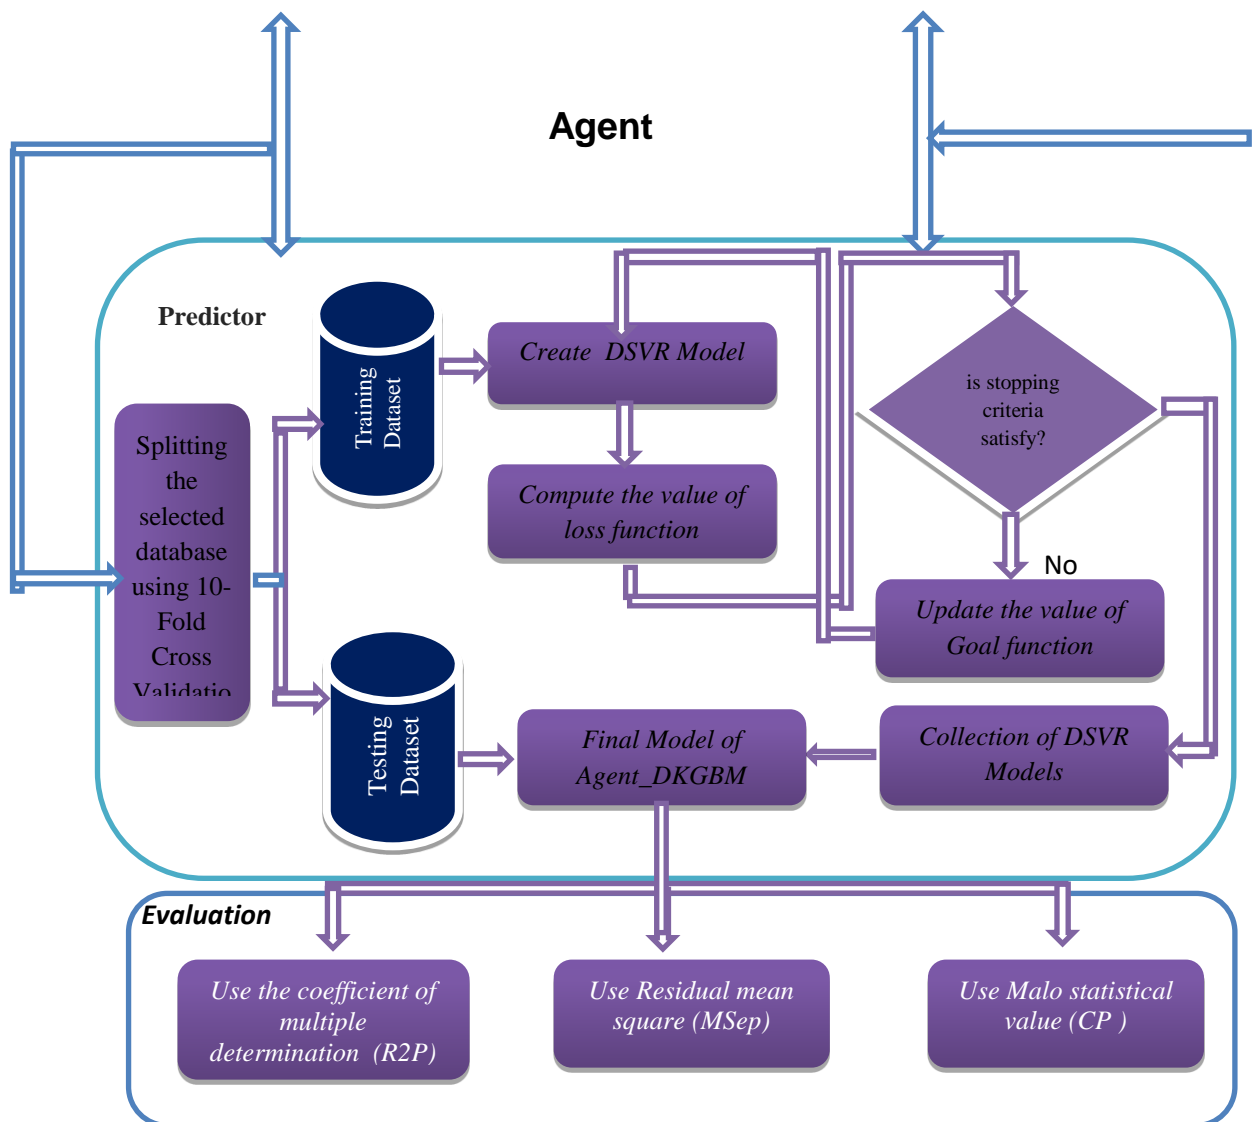 Agent
Predictor
Splitting
the
selected
database
using 10-
Fold
Cross
Validatio
Training
Dataset
Create DSVR Model
Compute the value of
loss function
is stopping
criteria
satisfy?
No
Update the value of
Goal function
Testing
Dataset
Final Model of
Agent_DKGBM
Collection of DSVR
Models
Evaluation
Use the coefficient of
multiple
determination (R2P)
Use Residual mean
square (MSep)
Use Malo statistical
value (CP )